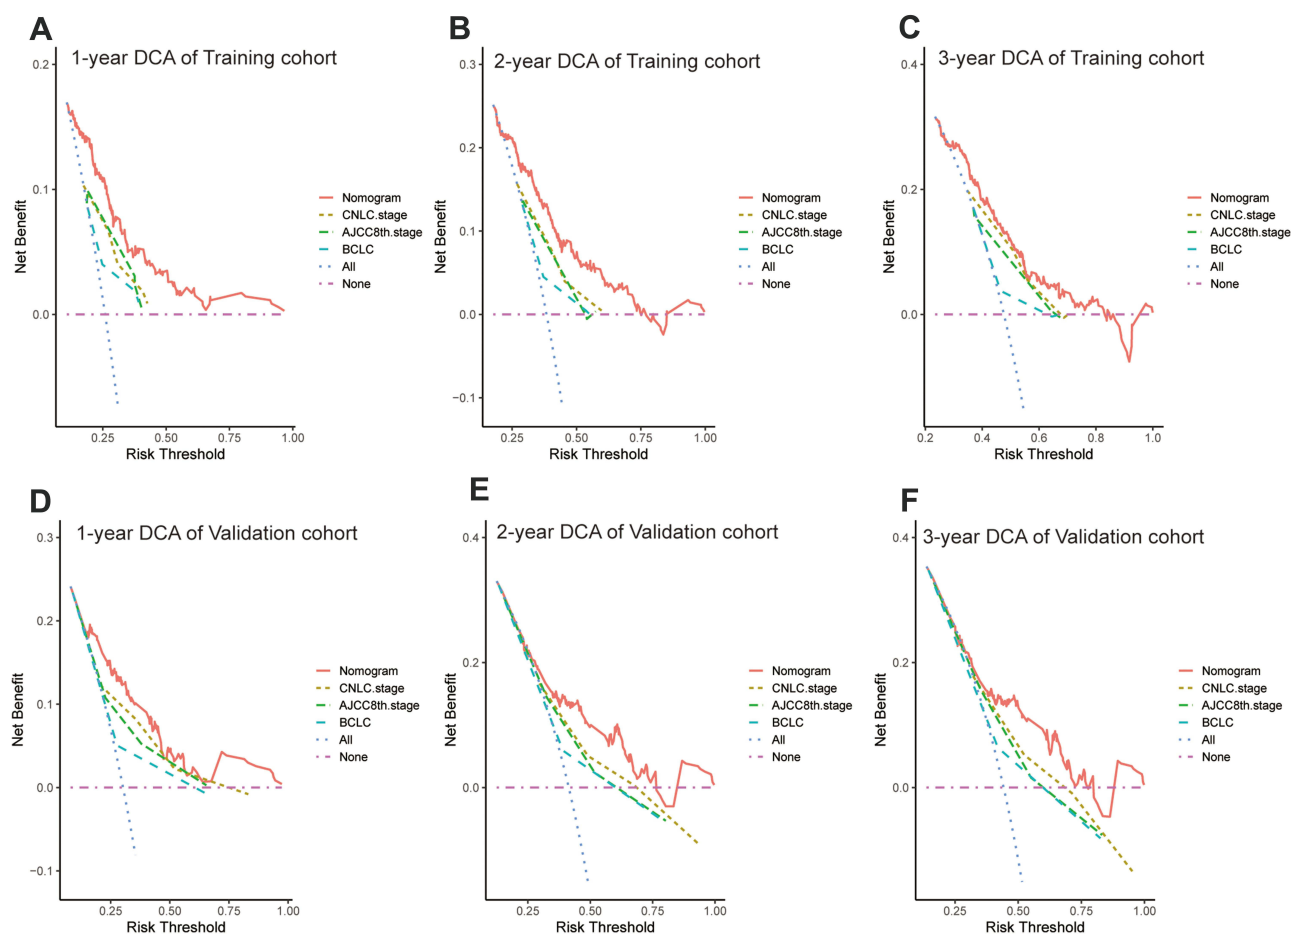 A
1-year DCA of Training cohort
0.2
0.1
0.0
Net Benefit
0.25 0.50 0.75 1.00
Risk Threshold
Nomogram
CNLC.stage
AJCC8th.stage
BCLC
All
None
B
2-year DCA of Training cohort
0.3
0.2
0.1
0.0
−0.1
Net Benefit
0.25 0.50 0.75 1.00
Risk Threshold
Nomogram
CNLC.stage
AJCC8th.stage
BCLC
All
None
C
3-year DCA of Training cohort
0.4
0.2
0.0
Net Benefit
0.2 0.4 0.6 0.8 1.0
Risk Threshold
Nomogram
CNLC.stage
AJCC8th.stage
BCLC
All
None
D
1-year DCA of Validation cohort
0.3
0.2
0.1
0.0
−0.1
Net Benefit
0.25 0.50 0.75 1.00
Risk Threshold
Nomogram
CNLC.stage
AJCC8th.stage
BCLC
All
None
E
2-year DCA of Validation cohort
0.4
0.2
0.0
Net Benefit
0.25 0.50 0.75 1.00
Risk Threshold
Nomogram
CNLC.stage
AJCC8th.stage
BCLC
All
None
F
3-year DCA of Validation cohort
0.4
0.2
0.0
Net Benefit
0.25 0.50 0.75 1.00
Risk Threshold
Nomogram
CNLC.stage
AJCC8th.stage
BCLC
All
None